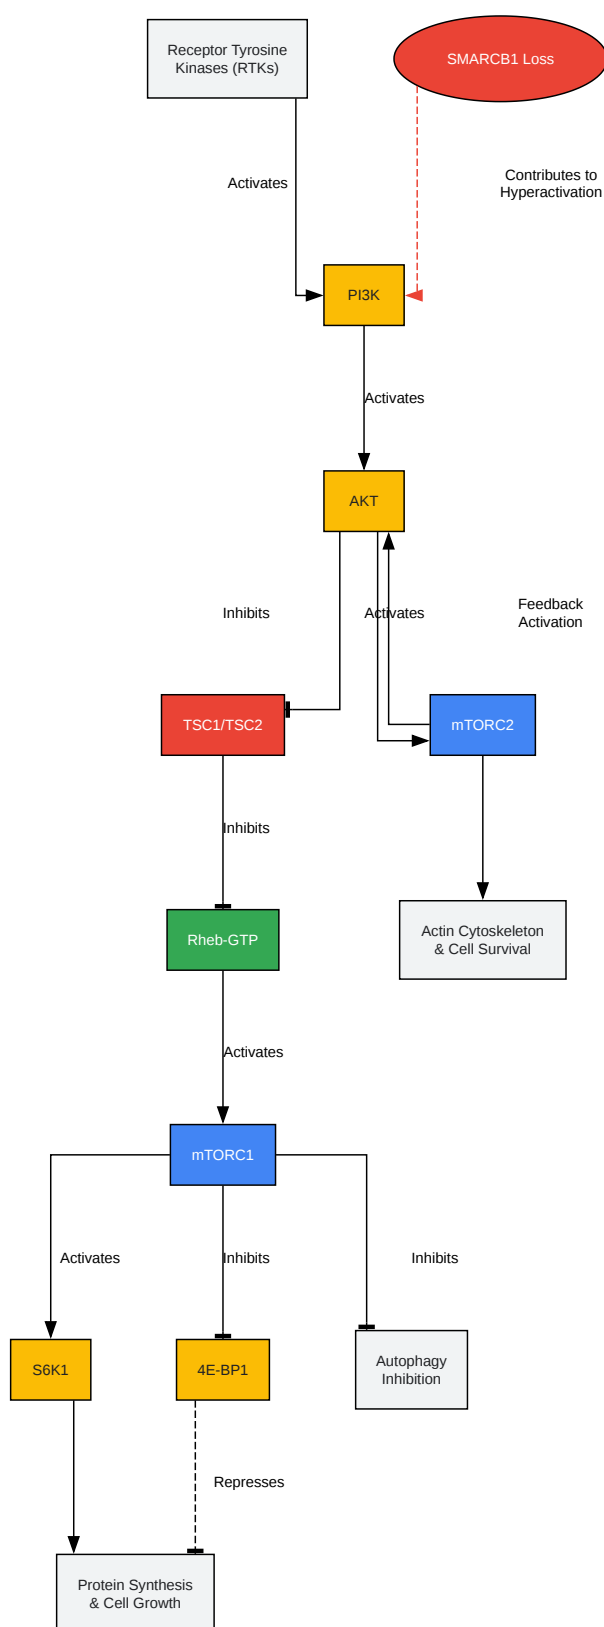 Receptor Tyrosine
Kinases (RTKs)
SMARCB1 Loss
Activates
Contributes to
Hyperactivation
PI3K
Activates
AKT
Inhibits
Activates
Feedback
Activation
TSC1/TSC2
mTORC2
Inhibits
Rheb-GTP
Actin Cytoskeleton
& Cell Survival
Activates
mTORC1
Activates
Inhibits
Inhibits
S6K1
4E-BP1
Autophagy
Inhibition
Represses
Protein Synthesis
& Cell Growth